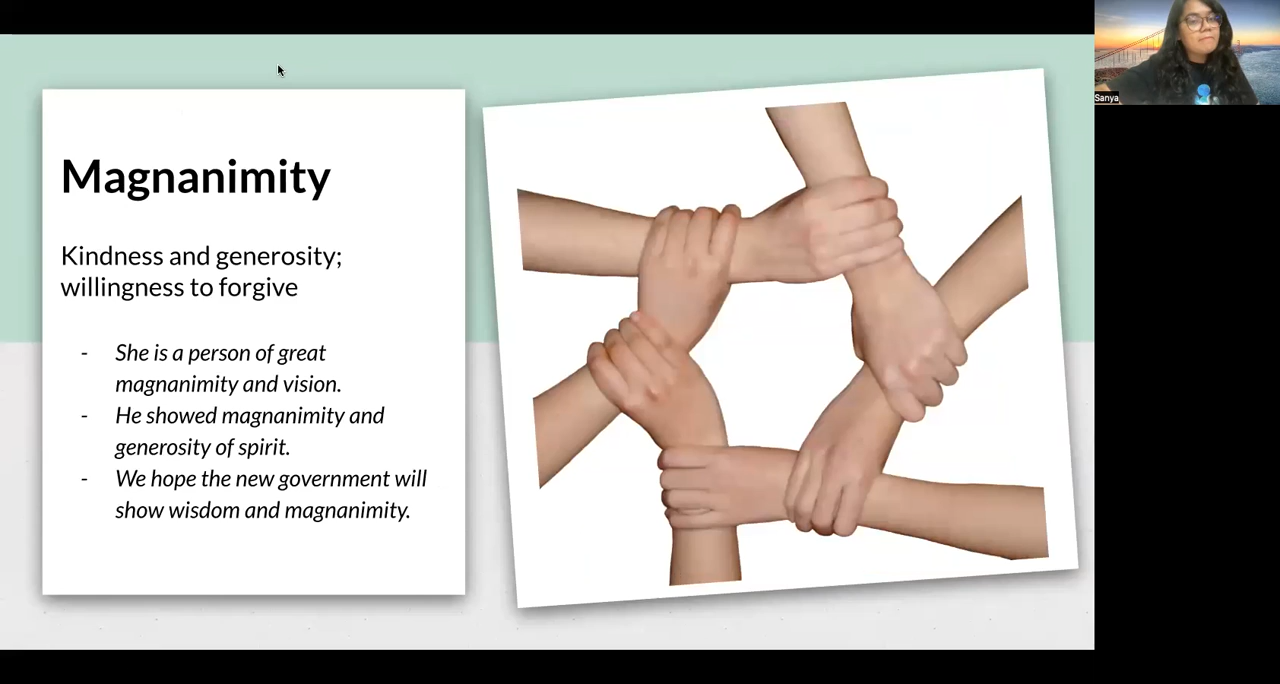 Magnanimity
Kindness and generosity;
willingness to forgive
- She is a person of great
magnanimity and vision.
- He showed magnanimity and
generosity of spirit.
- We hope the new government will
show wisdom and magnanimity.
Sanya